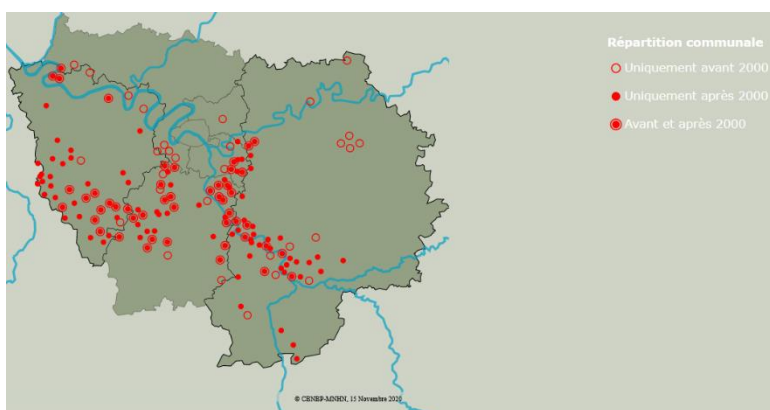 Répartition communale
Uniquement avant 2000
Uniquement après 2000
Avant et après 2000
© CBNBP-MNHN, 15 Novembre 2020